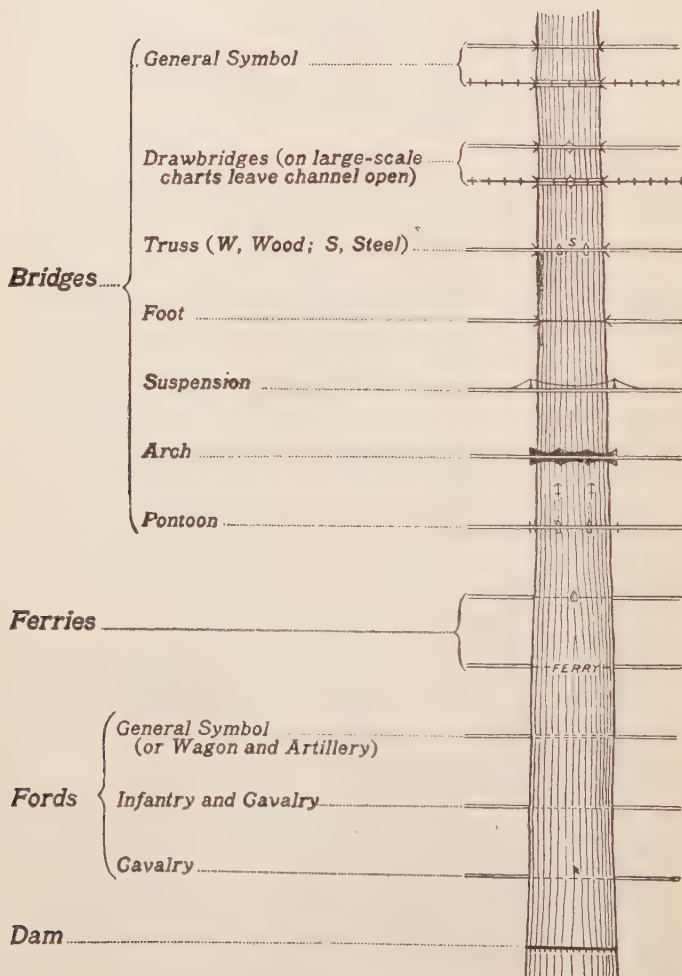 General Symbol
Drawbridges (on large-scale
charts leave channel open)
Truss (W, Wood; S, Steel)
S
Bridges
Foot
Suspension
Arch
Pontoon
Ferries
FERRY
General Symbol
(or Wagon and Artillery)
Fords
Infantry and Cavalry
Cavalry
Dam